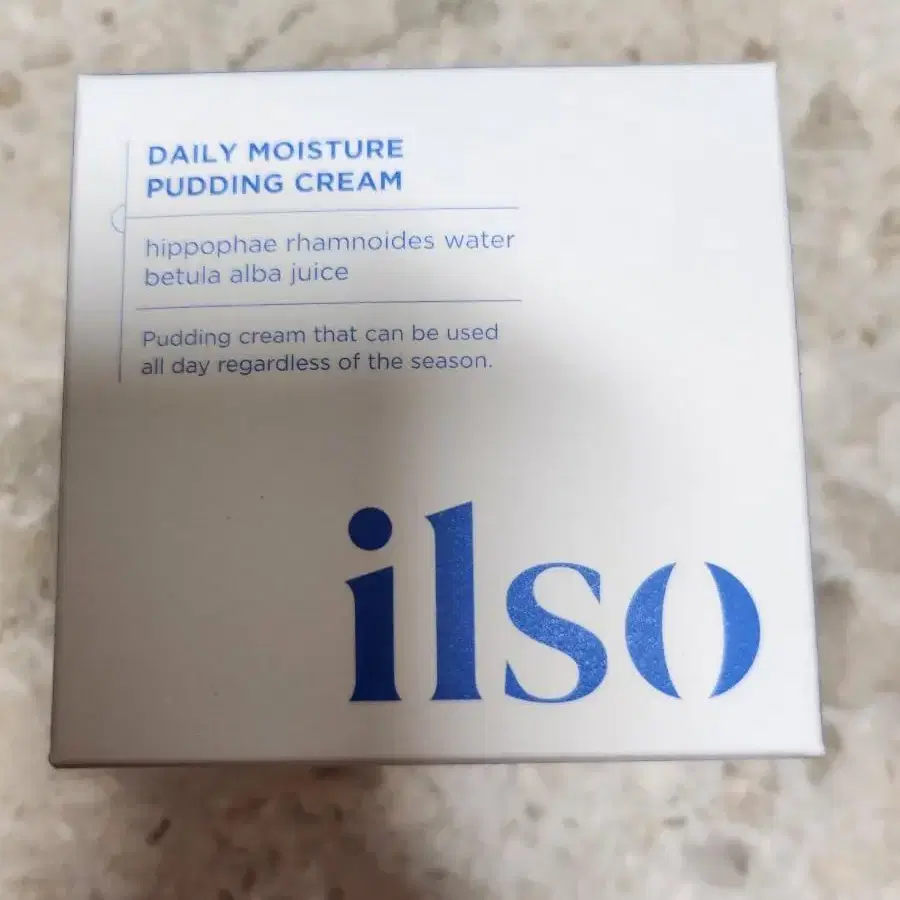 DAILY MOISTURE
PUDDING CREAM
hippophae rhamnoides water
betula alba juice
Pudding cream that can be used
all day regardless of the season.
ilso